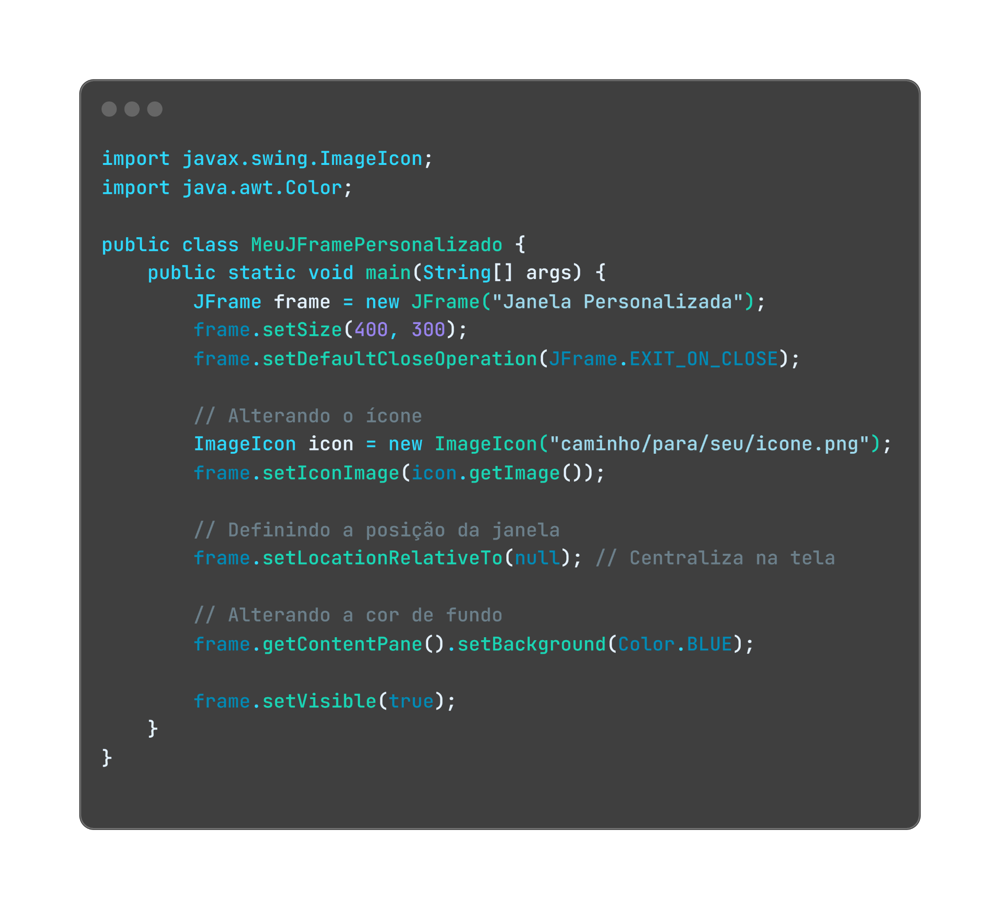 import javax.swing.ImageIcon;
import java.awt.Color;

public class MeuJFramePersonalizado {
    public static void main(String[] args) {
        JFrame frame = new JFrame("Janela Personalizada");
        frame.setSize(400, 300);
        frame.setDefaultCloseOperation(JFrame.EXIT_ON_CLOSE);

        // Alterando o ícone
        ImageIcon icon = new ImageIcon("caminho/para/seu/icone.png");
        frame.setIconImage(icon.getImage());

        // Definindo a posição da janela
        frame.setLocationRelativeTo(null); // Centraliza na tela

        // Alterando a cor de fundo
        frame.getContentPane().setBackground(Color.BLUE);

        frame.setVisible(true);
    }
}